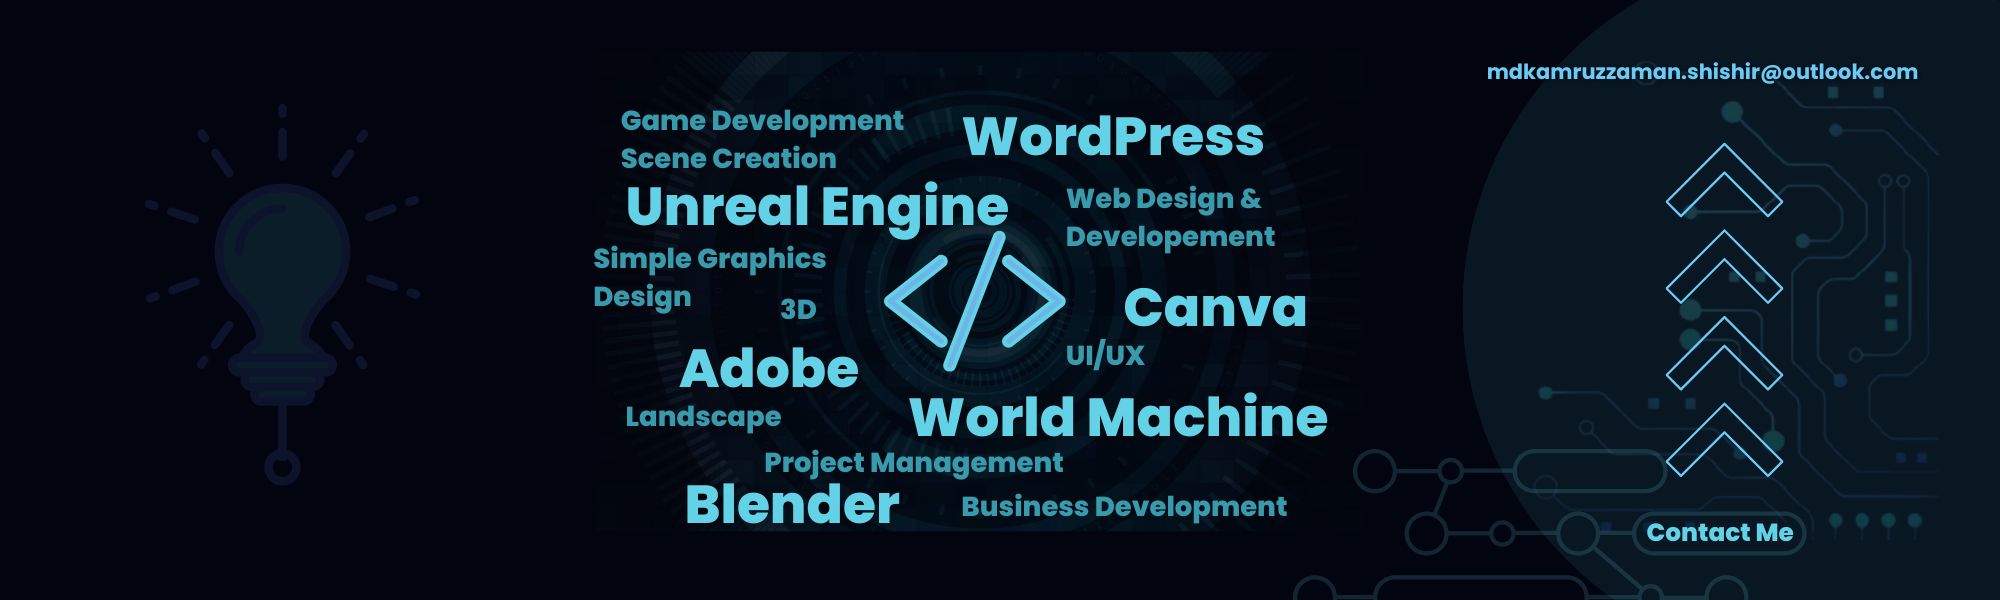 mdkamruzzaman.shishir@outlook.com
Game Development
Scene Creation
WordPress
Unreal Engine
Web Design &
Developement
Simple Graphics
Design
3D
Canva
UI/UX
Adobe
Landscape
World Machine
Project Management
Blender
Business Development
Contact Me